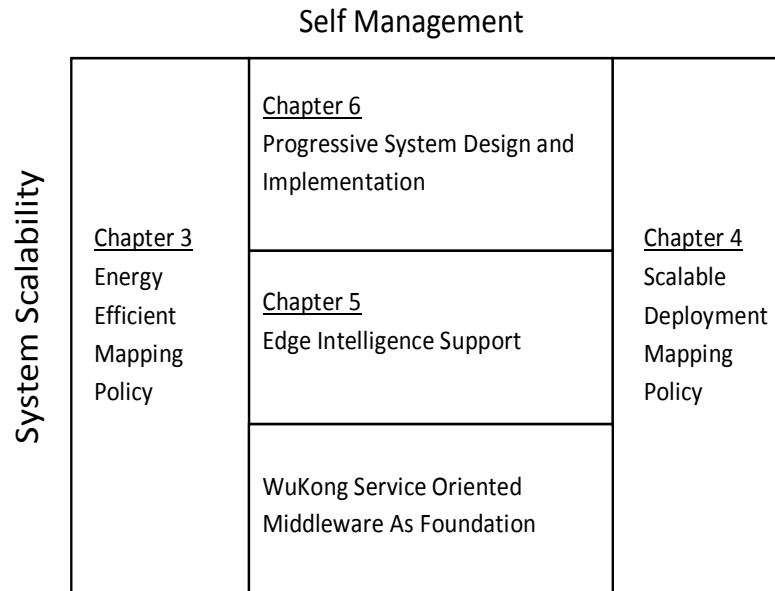 Self Management
System Scalability
Chapter 3
Energy
Efficient
Mapping
Policy
Chapter 6
Progressive System Design and
Implementation
Chapter 5
Edge Intelligence Support
WuKong Service Oriented
Middleware As Foundation
Chapter 4
Scalable
Deployment
Mapping
Policy